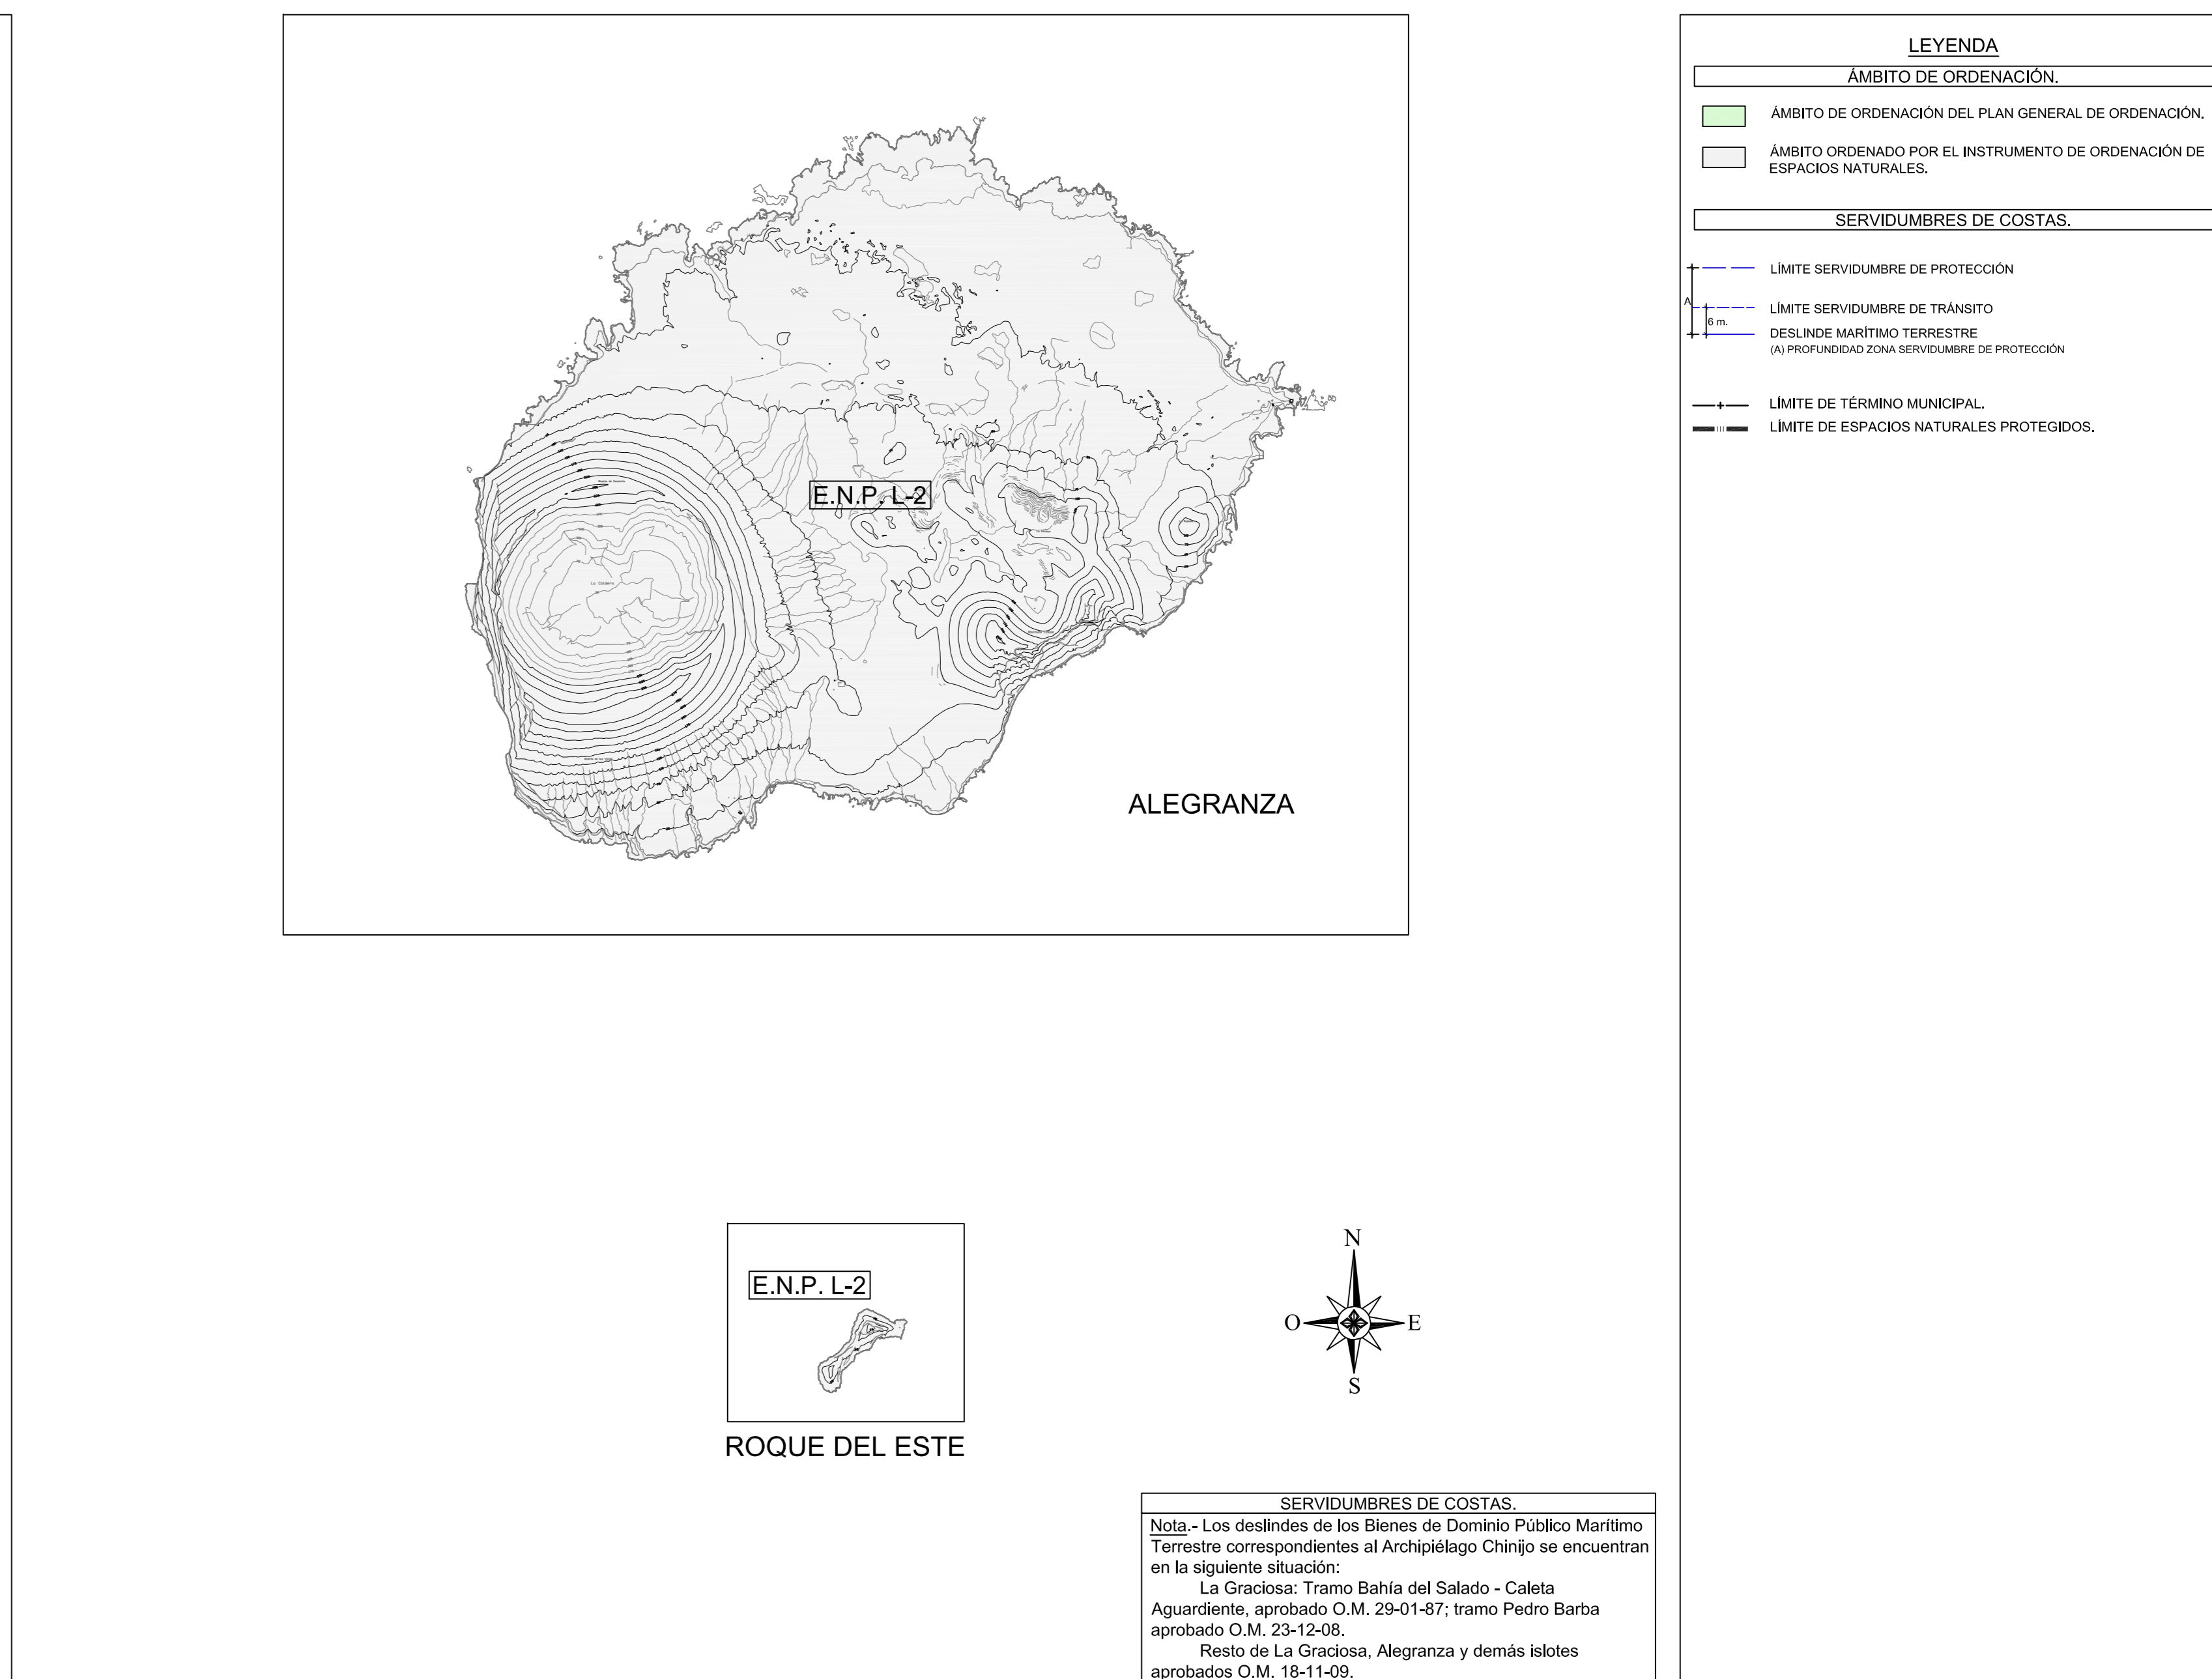 E.N.P. L-2
La Caldera
ALEGRANZA
E.N.P. L-2
ROQUE DEL ESTE
N
O
E
S
SERVIDUMBRES DE COSTAS.
Nota.- Los deslindes de los Bienes de Dominio Público Marítimo
Terrestre correspondientes al Archipiélago Chinijo se encuentran
en la siguiente situación:
La Graciosa: Tramo Bahía del Salado - Caleta
Aguardiente, aprobado O.M. 29-01-87; tramo Pedro Barba
aprobado O.M. 23-12-08.
Resto de La Graciosa, Alegranza y demás islotes
aprobados O.M. 18-11-09.
LEYENDA
ÁMBITO DE ORDENACIÓN.
ÁMBITO DE ORDENACIÓN DEL PLAN GENERAL DE ORDENACIÓN.
ÁMBITO ORDENADO POR EL INSTRUMENTO DE ORDENACIÓN DE
ESPACIOS NATURALES.
SERVIDUMBRES DE COSTAS.
LÍMITE SERVIDUMBRE DE PROTECCIÓN
A
LÍMITE SERVIDUMBRE DE TRÁNSITO
6 m.
DESLINDE MARÍTIMO TERRESTRE
(A) PROFUNDIDAD ZONA SERVIDUMBRE DE PROTECCIÓN
LÍMITE DE TÉRMINO MUNICIPAL.
LÍMITE DE ESPACIOS NATURALES PROTEGIDOS.